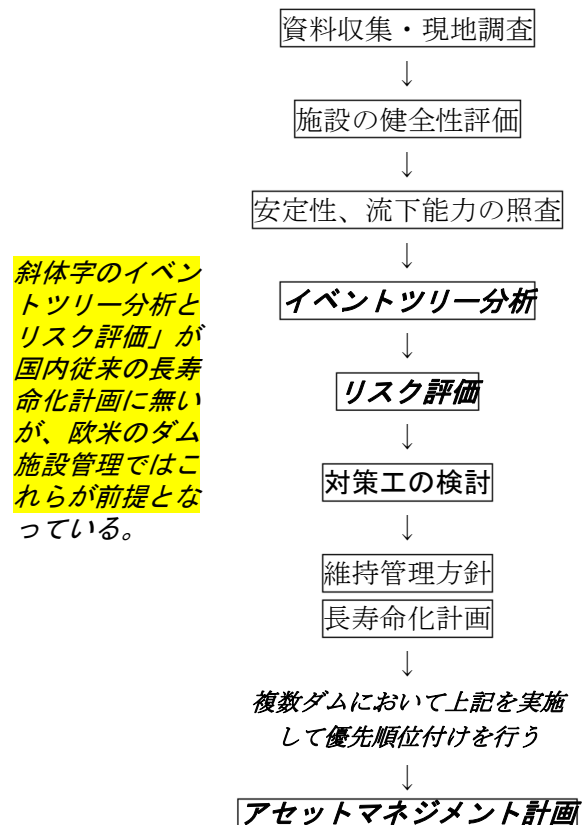 資料収集・現地調査
↓
施設の健全性評価
↓
安定性、流下能力の照査
↓
イベントツリー分析
↓
リスク評価
↓
対策工の検討
↓
維持管理方針
長寿命化計画
↓
複数ダムにおいて上記を実施
して優先順位付けを行う
↓
アセットマネジメント計画
斜体字のイベン
トツリー分析と
リスク評価」が
国内従来の長寿
命化計画に無い
が、欧米のダム
施設管理ではこ
れらが前提とな
っている。